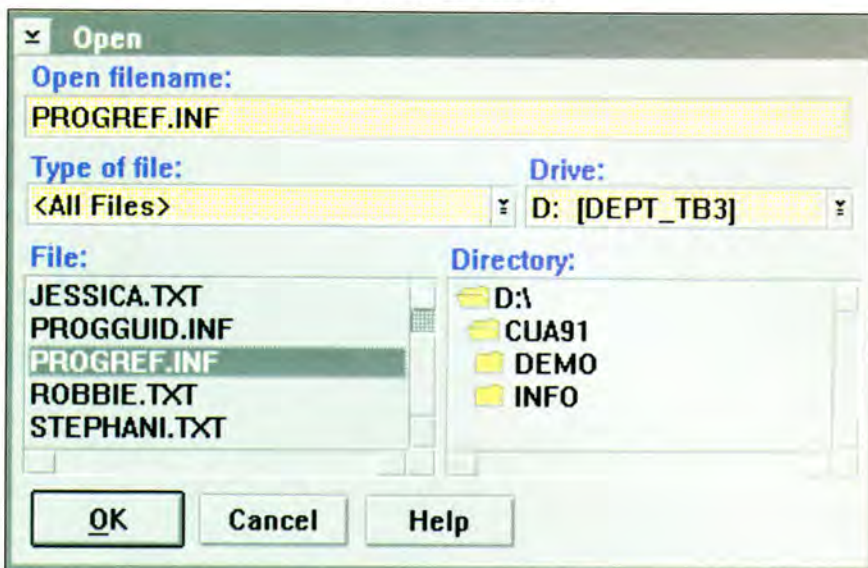 Open
Open filename:
PROGREF.INF
Type of file:
Drive:
<All Files>
D: [DEPT_TB3]
File:
JESSICA.TXT
PROGGUID.INF
PROGREF.INF
ROBBIE.TXT
STEPHANI.TXT
Directory:
D:\
CUA91
DEMO
INFO
OK
Cancel
Help